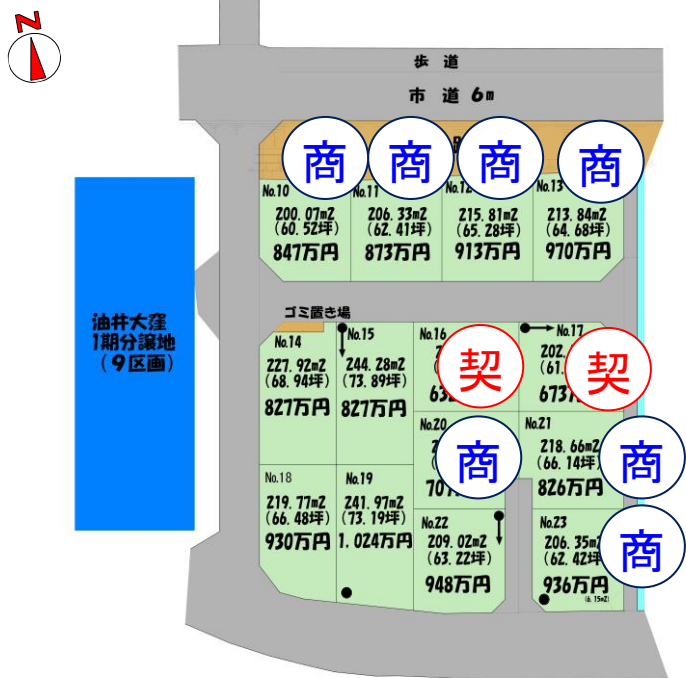 N
歩道
市道 6m
商
商
商
商
No.10
200.07m2
(60.52坪)
847万円
No.11
206.33m2
(62.41坪)
873万円
No.12
215.81m2
(65.28坪)
913万円
No.13
213.84m2
(64.68坪)
970万円
油井大窪
1期分譲地
(9区画)
ゴミ置き場
No.14
227.92m2
(68.94坪)
827万円
No.15
244.28m2
(73.89坪)
827万円
No.16
契
No.17
202.
(61.
673
契
No.18
219.77m2
(66.48坪)
930万円
No.19
241.97m2
(73.19坪)
1,024万円
No.20
商
No.21
218.66m2
(66.14坪)
826万円
商
No.22
209.02m2
(63.22坪)
948万円
No.23
206.35m2
(62.42坪)
936万円
商